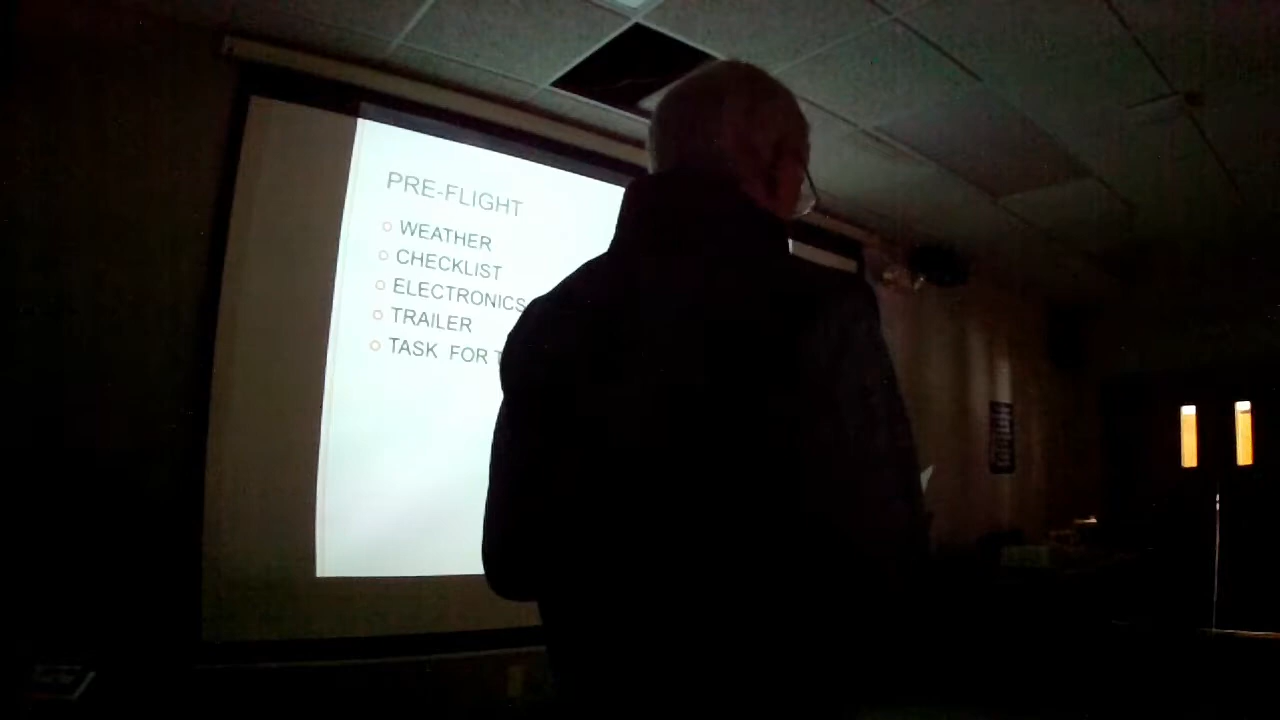 PRE-FLIGHT
WEATHER
CHECKLIST
ELECTRONICS
TRAILER
TASK FOR